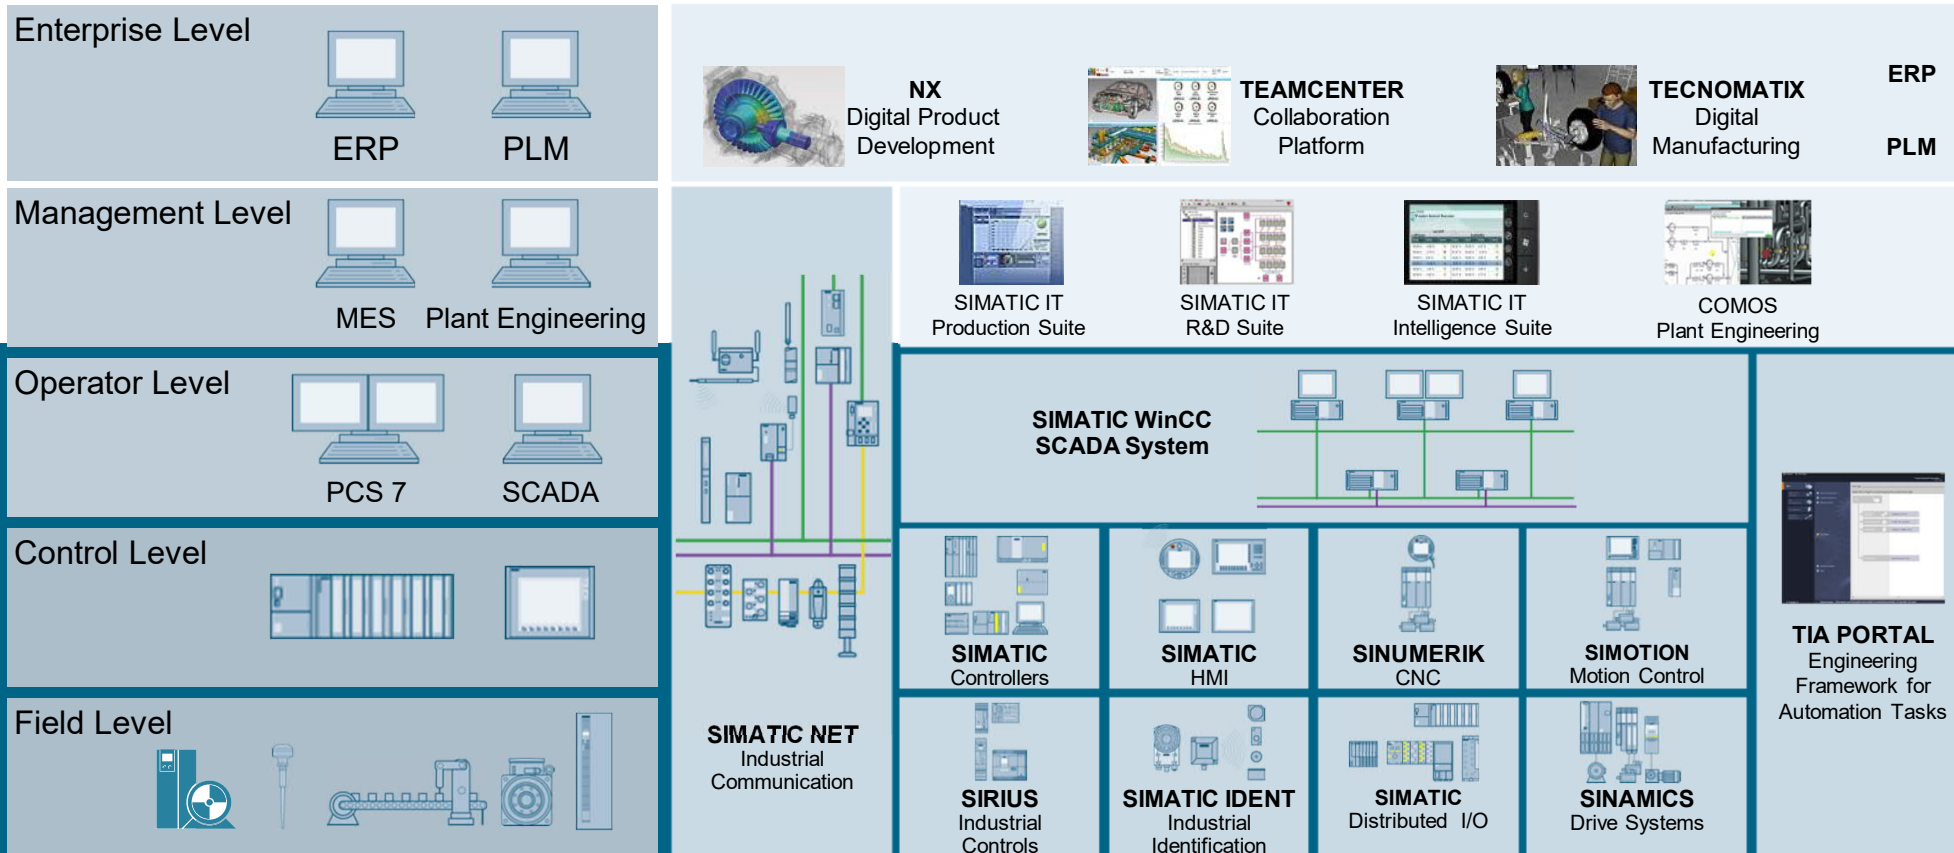 Enterprise Level
ERP
PLM
NX
Digital Product
Development
TEAMCENTER
Collaboration
Platform
TECNOMATIX
Digital
Manufacturing
ERP
PLM
Management Level
MES
Plant Engineering
SIMATIC IT
Production Suite
SIMATIC IT
R&D Suite
SIMATIC IT
Intelligence Suite
COMOS
Plant Engineering
Operator Level
PCS 7
SCADA
SIMATIC WinCC
SCADA System
Control Level
SIMATIC
Controllers
SIMATIC
HMI
SINUMERIK
CNC
SIMOTION
Motion Control
TIA PORTAL
Engineering
Framework for
Automation Tasks
Field Level
SIMATIC NET
Industrial
Communication
SIRIUS
Industrial
Controls
SIMATIC IDENT
Industrial
Identification
SIMATIC
Distributed I/O
SINAMICS
Drive Systems